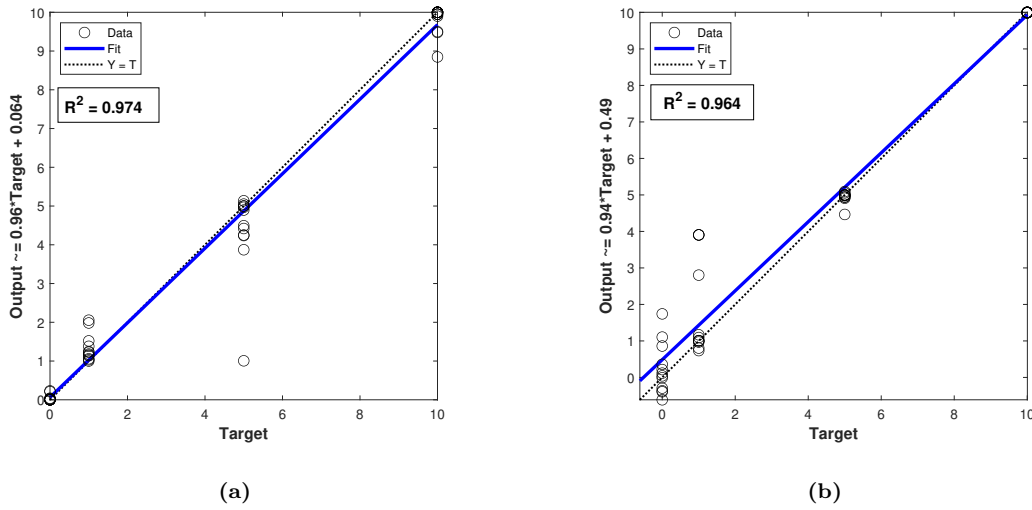 Data
Fit
Y = T
R² = 0.974
10
9
8
7
6
5
4
3
2
1
0
0 2 4 6 8 10
Output ~= 0.96*Target + 0.064
Target
(a)
Data
Fit
Y = T
R² = 0.964
10
9
8
7
6
5
4
3
2
1
0
0 2 4 6 8 10
Output ~= 0.94*Target + 0.49
Target
(b)